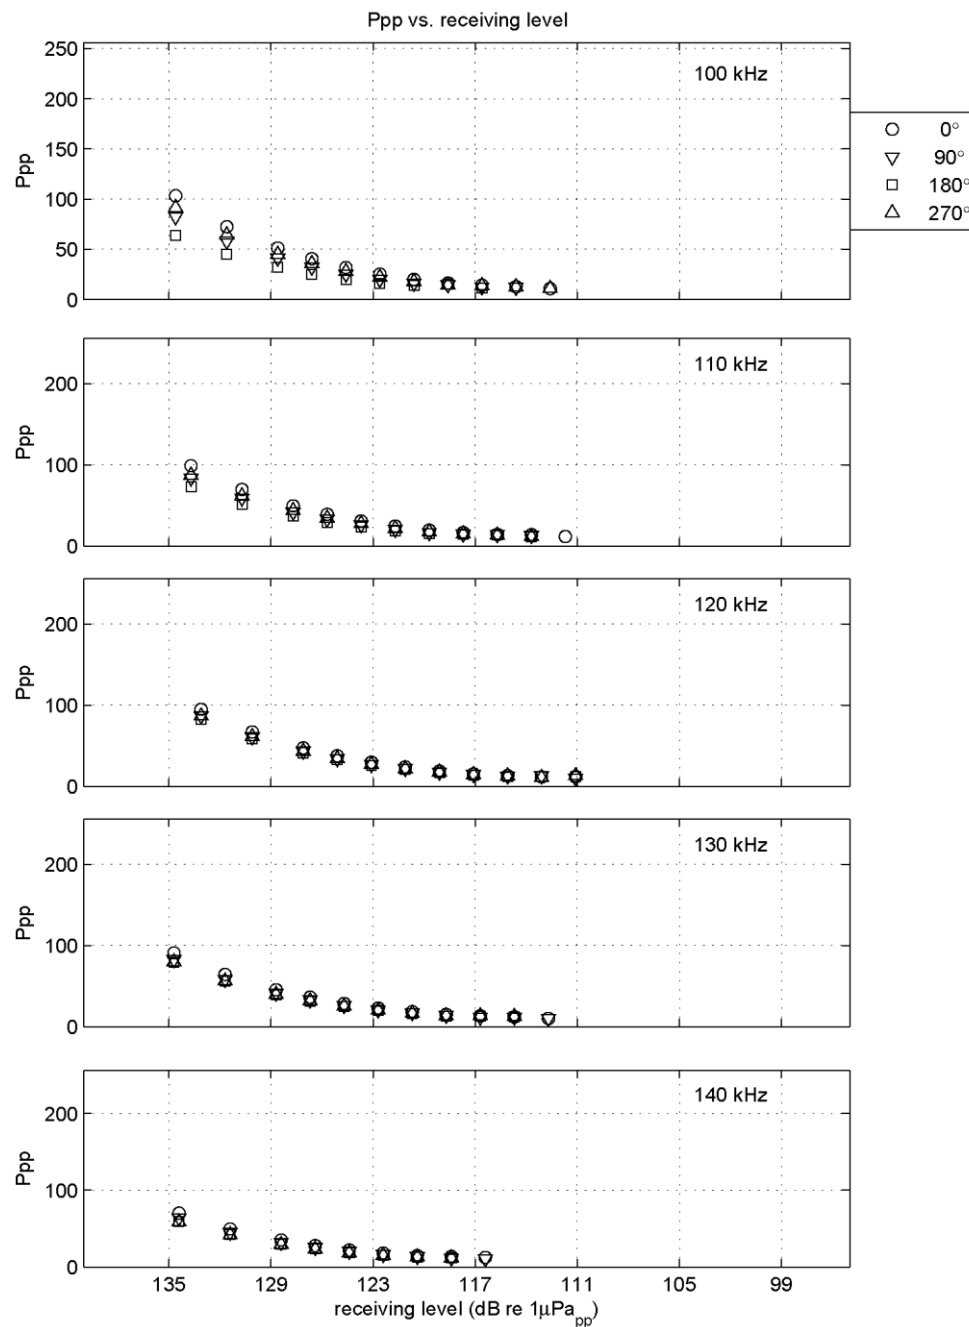 Ppp vs. receiving level
250
200
150
100
50
0
Ppp
100 kHz
0°
90°
180°
270°
200
100
0
Ppp
110 kHz
200
100
0
Ppp
120 kHz
200
100
0
Ppp
130 kHz
200
100
0
Ppp
140 kHz
135 129 123 117 111 105 99
receiving level (dB re 1μPapp)